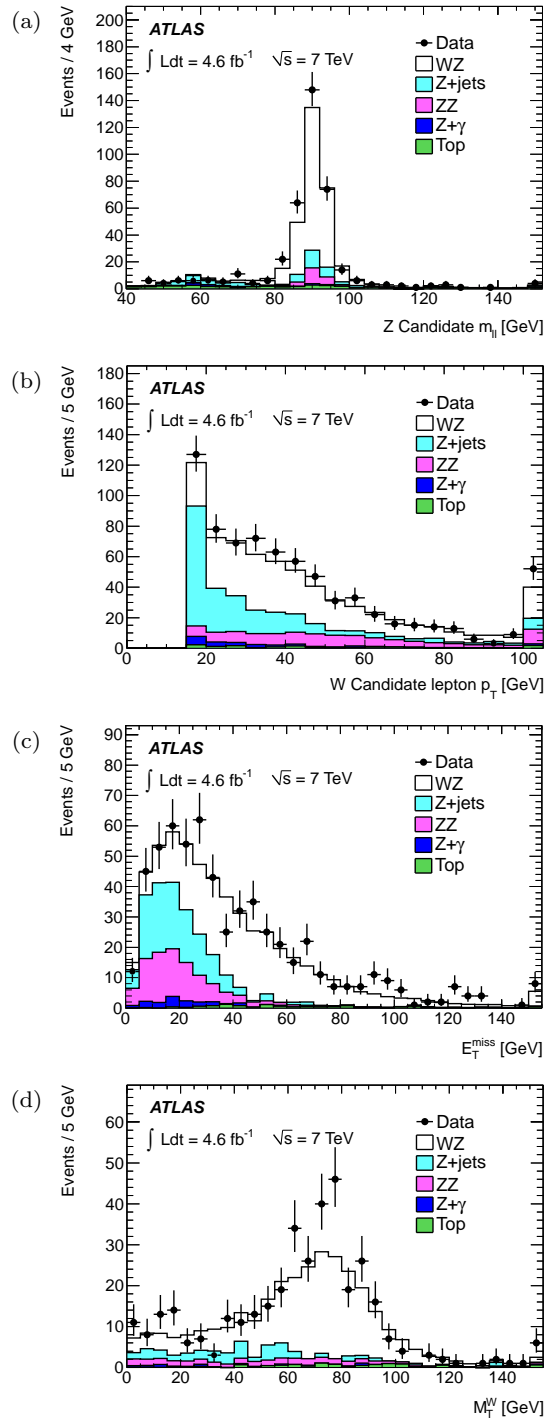 (a)
Events / 4 GeV
ATLAS
∫ Ldt = 4.6 fb⁻¹ √s = 7 TeV
Data
WZ
Z+jets
ZZ
Z+γ
Top
200
180
160
140
120
100
80
60
40
20
0
40 60 80 100 120 140
Z Candidate m_ll [GeV]
(b)
Events / 5 GeV
ATLAS
∫ Ldt = 4.6 fb⁻¹ √s = 7 TeV
Data
WZ
Z+jets
ZZ
Z+γ
Top
180
160
140
120
100
80
60
40
20
0
0 20 40 60 80 100
W Candidate lepton p_T [GeV]
(c)
Events / 5 GeV
ATLAS
∫ Ldt = 4.6 fb⁻¹ √s = 7 TeV
Data
WZ
Z+jets
ZZ
Z+γ
Top
90
80
70
60
50
40
30
20
10
0
0 20 40 60 80 100 120 140
E_T^miss [GeV]
(d)
Events / 5 GeV
ATLAS
∫ Ldt = 4.6 fb⁻¹ √s = 7 TeV
Data
WZ
Z+jets
ZZ
Z+γ
Top
60
50
40
30
20
10
0
0 20 40 60 80 100 120 140
M_T^W [GeV]